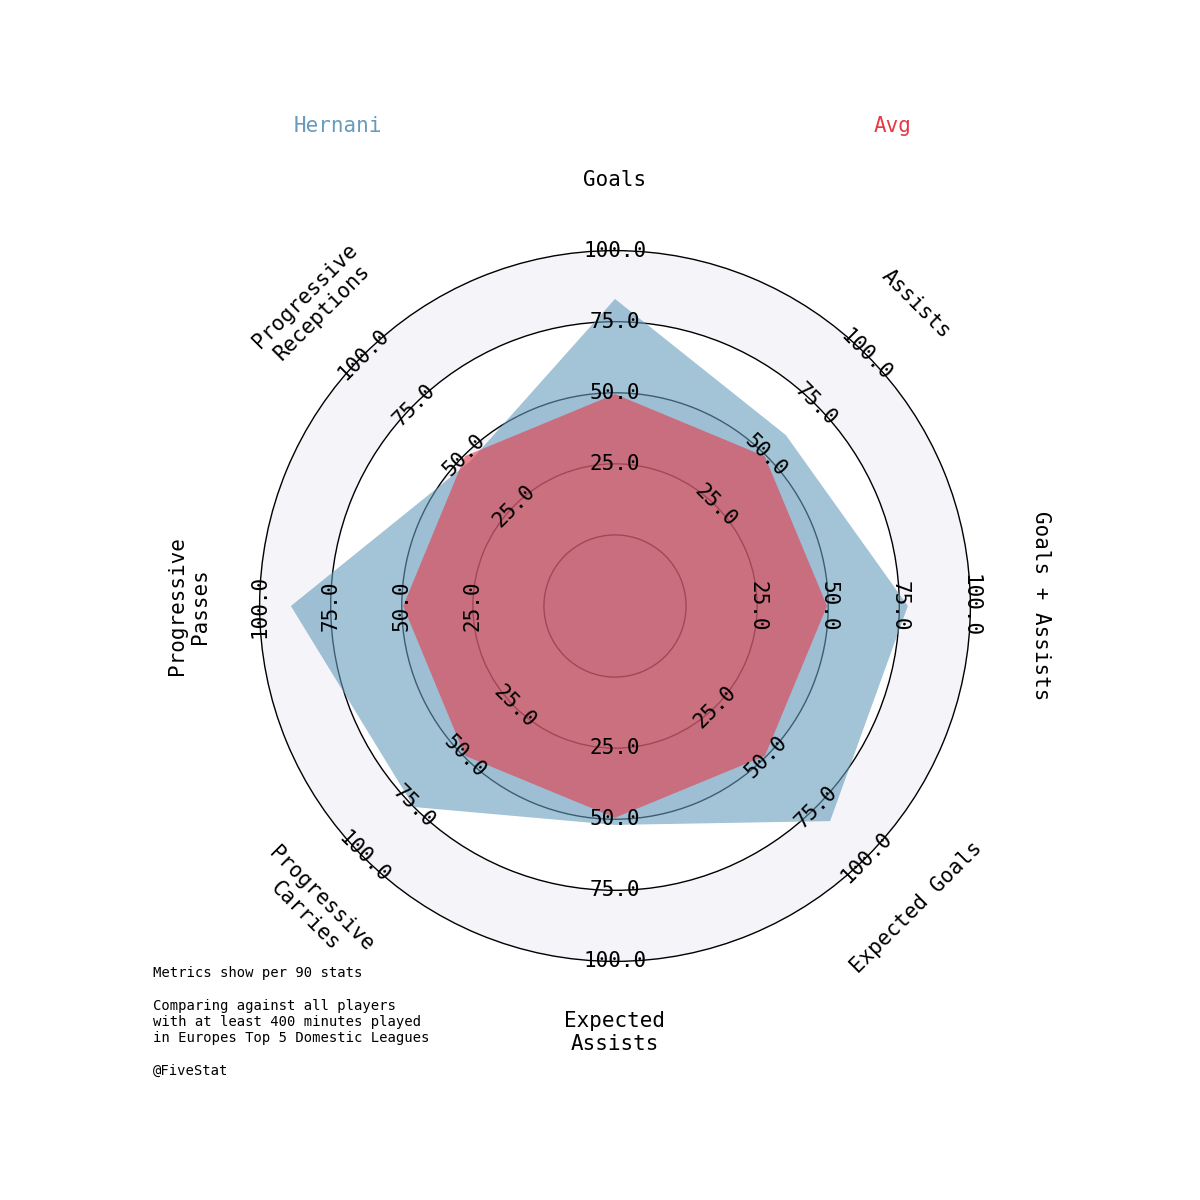 Hernani
Avg
Goals
Assists
Goals + Assists
Expected Goals
Expected
Assists
Progressive
Carries
Progressive
Passes
Progressive
Receptions
25.0
50.0
75.0
100.0
25.0
50.0
75.0
100.0
25.0
50.0
75.0
100.0
25.0
50.0
75.0
100.0
25.0
50.0
75.0
100.0
25.0
50.0
75.0
100.0
25.0
50.0
75.0
100.0
25.0
50.0
75.0
100.0
Metrics show per 90 stats
Comparing against all players
with at least 400 minutes played
in Europes Top 5 Domestic Leagues
@FiveStat